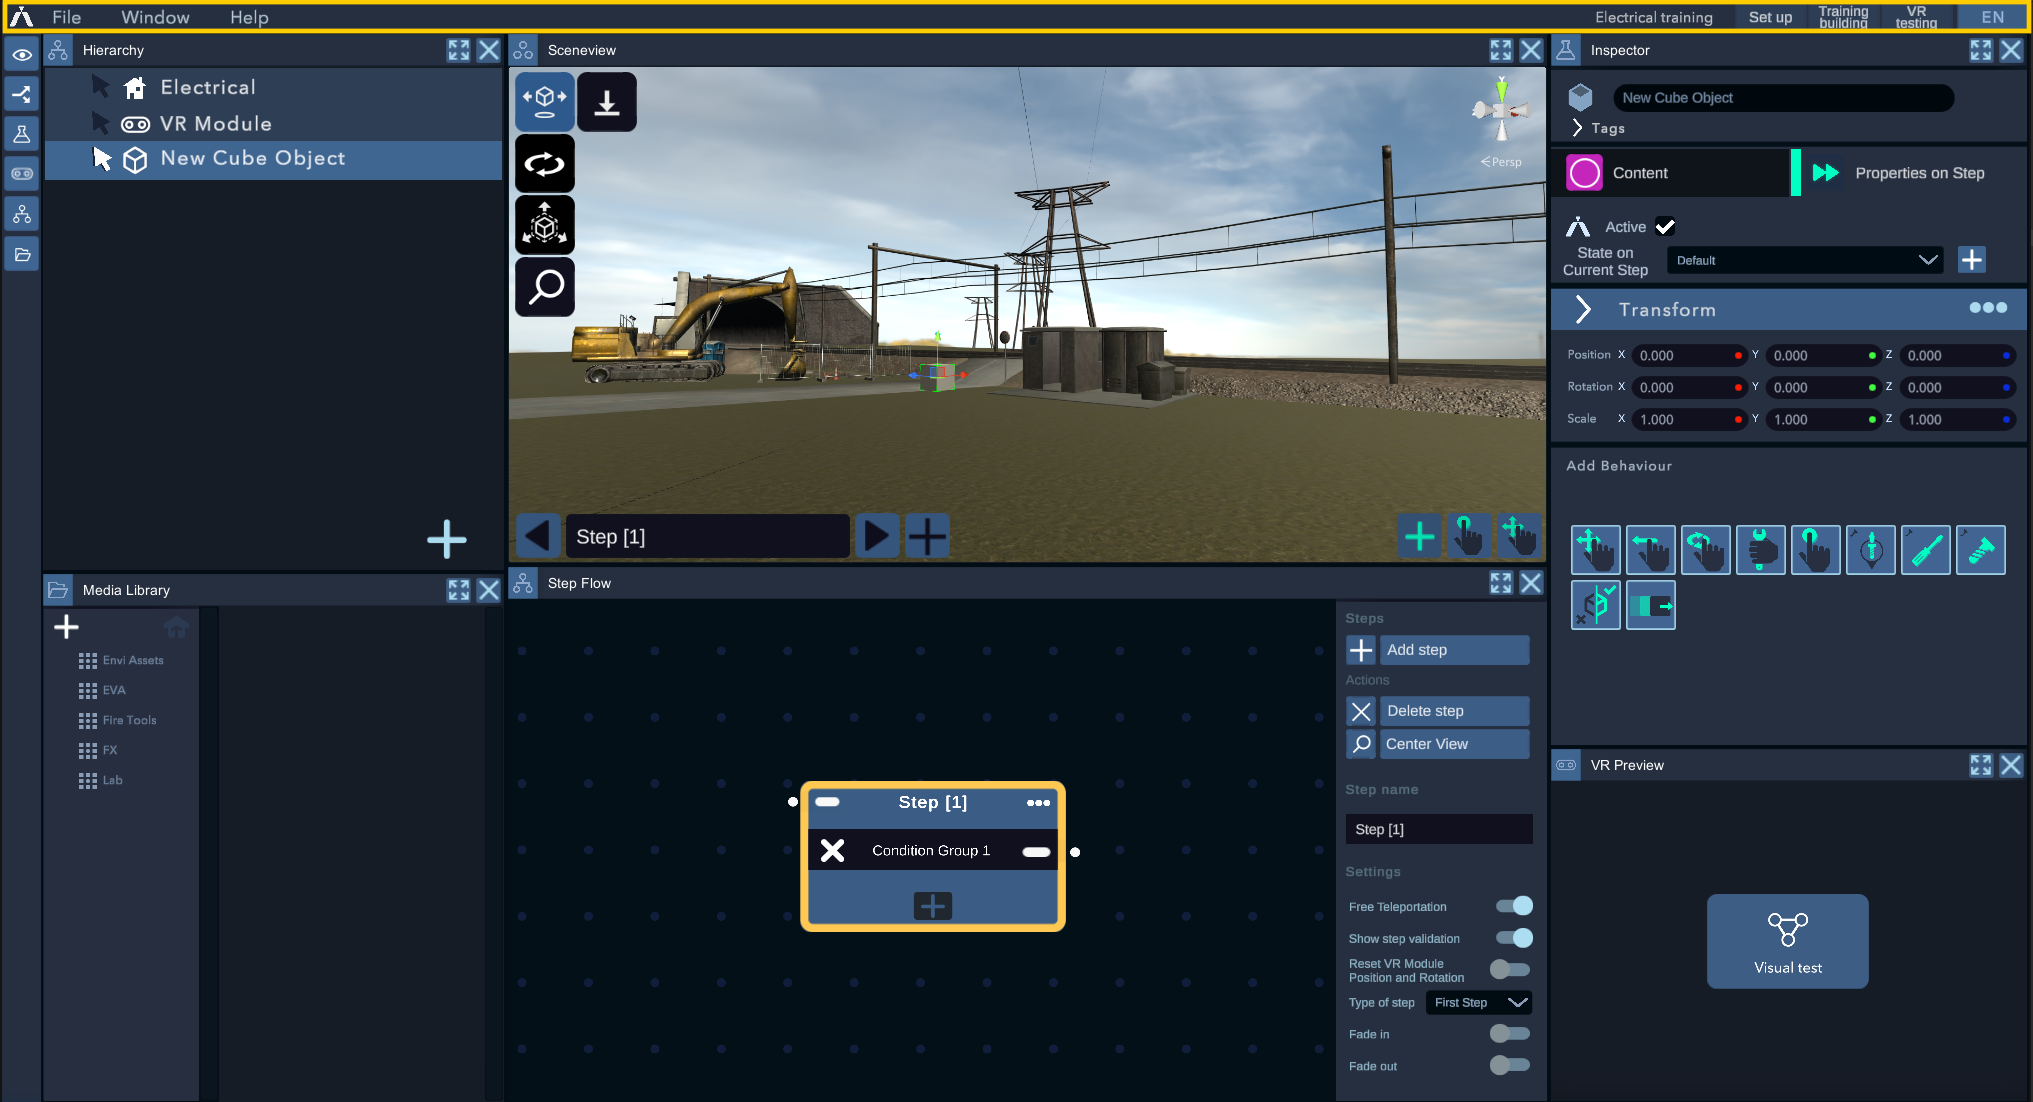 File Window Help
Electrical training Set up Training building VR testing EN
Hierarchy
Electrical
VR Module
New Cube Object
Sceneview
Y
Persp
Step [1]
Inspector
New Cube Object
Tags
Content
Properties on Step
Active
State on
Current Step
Default
Transform
Position X 0.000 Y 0.000 Z 0.000
Rotation X 0.000 Y 0.000 Z 0.000
Scale X 1.000 Y 1.000 Z 1.000
Add Behaviour
Media Library
Envi Assets
EVA
Fire Tools
FX
Lab
Step Flow
Step [1]
Condition Group 1
Steps
Add step
Actions
Delete step
Center View
Step name
Step [1]
Settings
Free Teleportation
Show step validation
Reset VR Module
Position and Rotation
Type of step First Step
Fade in
Fade out
VR Preview
Visual test